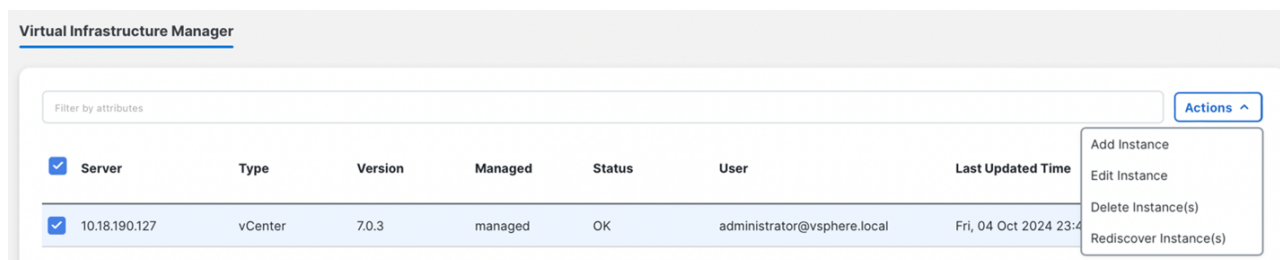 Virtual Infrastructure Manager
Filter by attributes
Actions
Add Instance
Edit Instance
Delete Instance(s)
Rediscover Instance(s)
Server Type Version Managed Status User Last Updated Time
10.18.190.127 vCenter 7.0.3 managed OK administrator@vsphere.local Fri, 04 Oct 2024 23:4